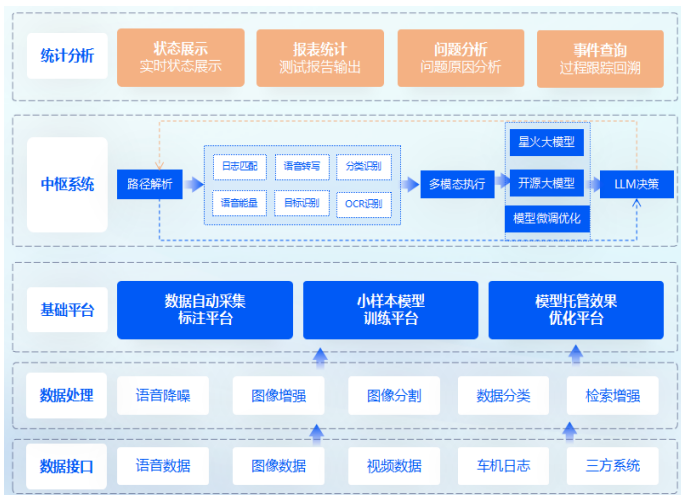 统计分析
状态展示
实时状态展示
报表统计
测试报告输出
问题分析
问题原因分析
事件查询
过程跟踪回溯
中枢系统
路径解析
日志匹配
语音转写
分类识别
语音能量
目标识别
OCR识别
多模态执行
星火大模型
开源大模型
模型微调优化
LLM决策
基础平台
数据自动采集
标注平台
小样本模型
训练平台
模型托管效果
优化平台
数据处理
语音降噪
图像增强
图像分割
数据分类
检索增强
数据接口
语音数据
图像数据
视频数据
车机日志
三方系统